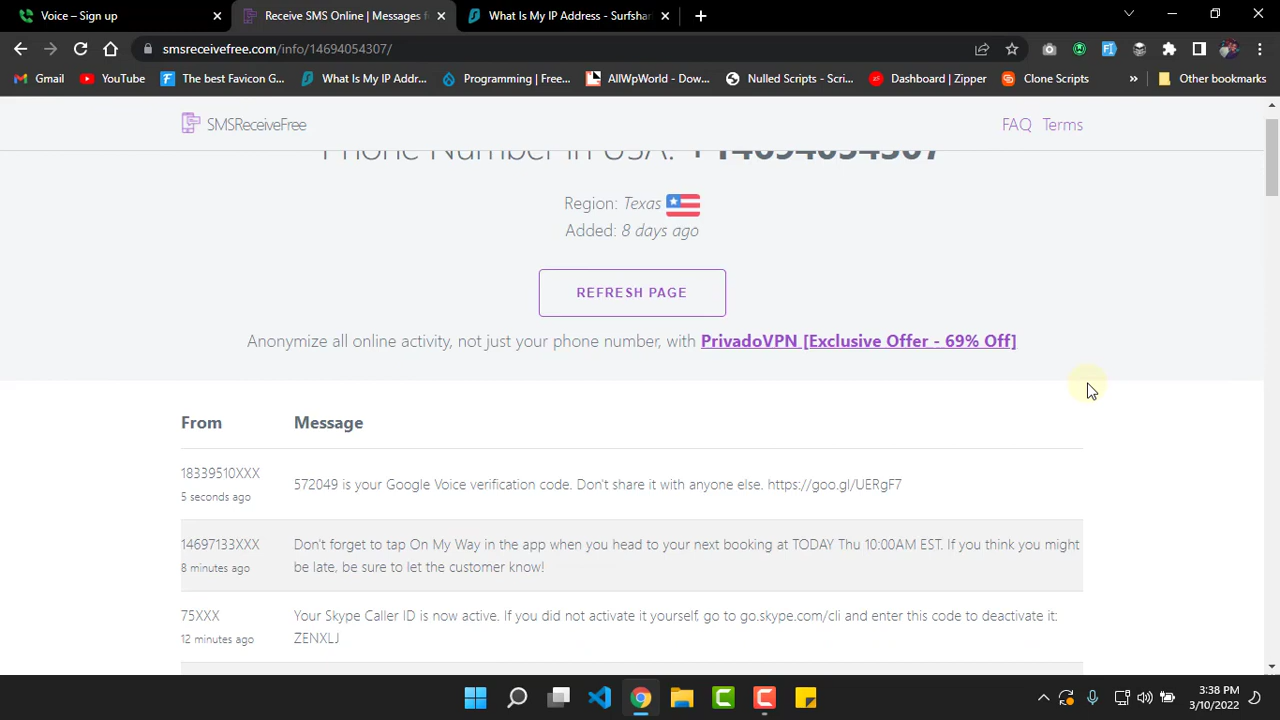 Voice – Sign up
Receive SMS Online | Messages f
What Is My IP Address - Surfshar
smsreceivefree.com/info/14694054307/
Gmail
YouTube
The best Favicon G...
What Is My IP Addr...
Programming | Free...
AllWpWorld - Dow...
Nulled Scripts - Scri...
Dashboard | Zipper
Clone Scripts
»
Other bookmarks
SMSReceiveFree
FAQ
Terms
Phone Number in USA: +14694054307
Region: Texas
Added: 8 days ago
REFRESH PAGE
Anonymize all online activity, not just your phone number, with PrivadoVPN [Exclusive Offer - 69% Off]
From Message
18339510XXX
5 seconds ago
572049 is your Google Voice verification code. Don't share it with anyone else. https://goo.gl/UERgF7
14697133XXX
8 minutes ago
Don't forget to tap On My Way in the app when you head to your next booking at TODAY Thu 10:00AM EST. If you think you might
be late, be sure to let the customer know!
75XXX
12 minutes ago
Your Skype Caller ID is now active. If you did not activate it yourself, go to go.skype.com/cli and enter this code to deactivate it:
ZENXLJ
3:38 PM
3/10/2022